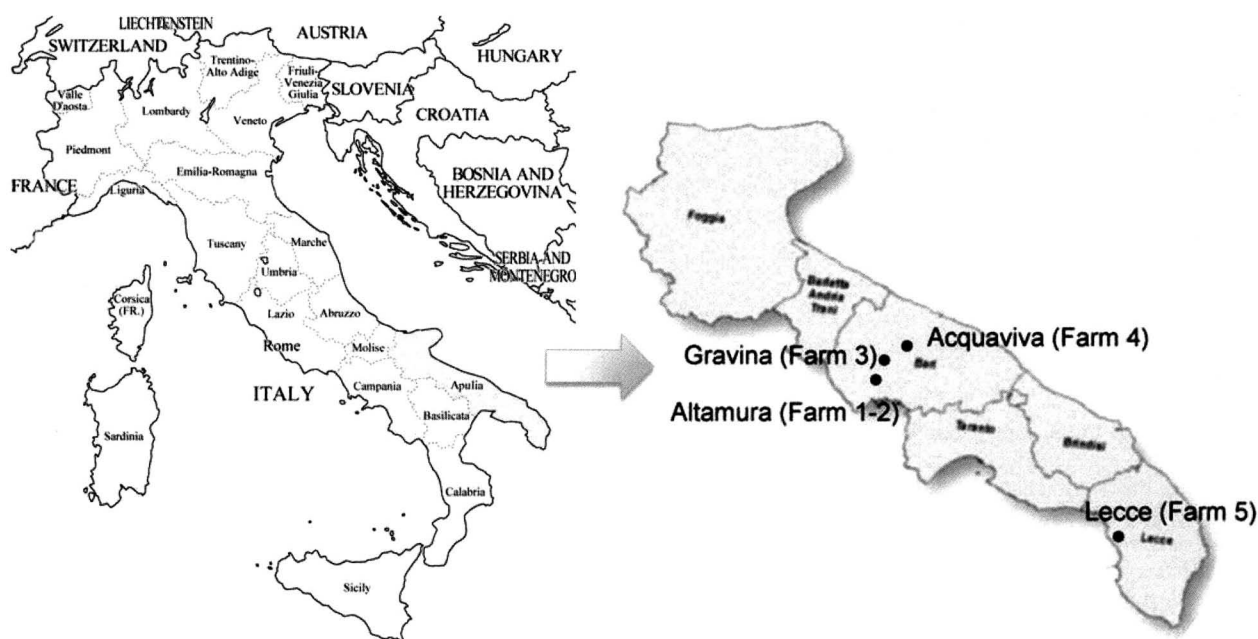 LIECHTENSTEIN
AUSTRIA
SWITZERLAND
HUNGARY
Trentino-
Alto Adige
Friuli-
Venezia
Giulia
SLOVENIA
Valle
D'aosta
Lombardy
Veneto
CROATIA
Piedmont
Emilia-Romagna
BOSNIA AND
HERZEGOVINA
FRANCE
Liguria
Tuscany
Marche
Umbria
SERBIA AND
MONTENEGRO
Corsica
(FR.)
Lazio
Abruzzo
Rome
Molise
ITALY
Campania
Apulia
Basilicata
Sardinia
Calabria
Sicily
Foggia
Barletta
Andria
Trani
Acquaviva (Farm 4)
Gravina (Farm 3)
Bari
Altamura (Farm 1-2)
Taranto
Brindisi
Lecce (Farm 5)
Lecce